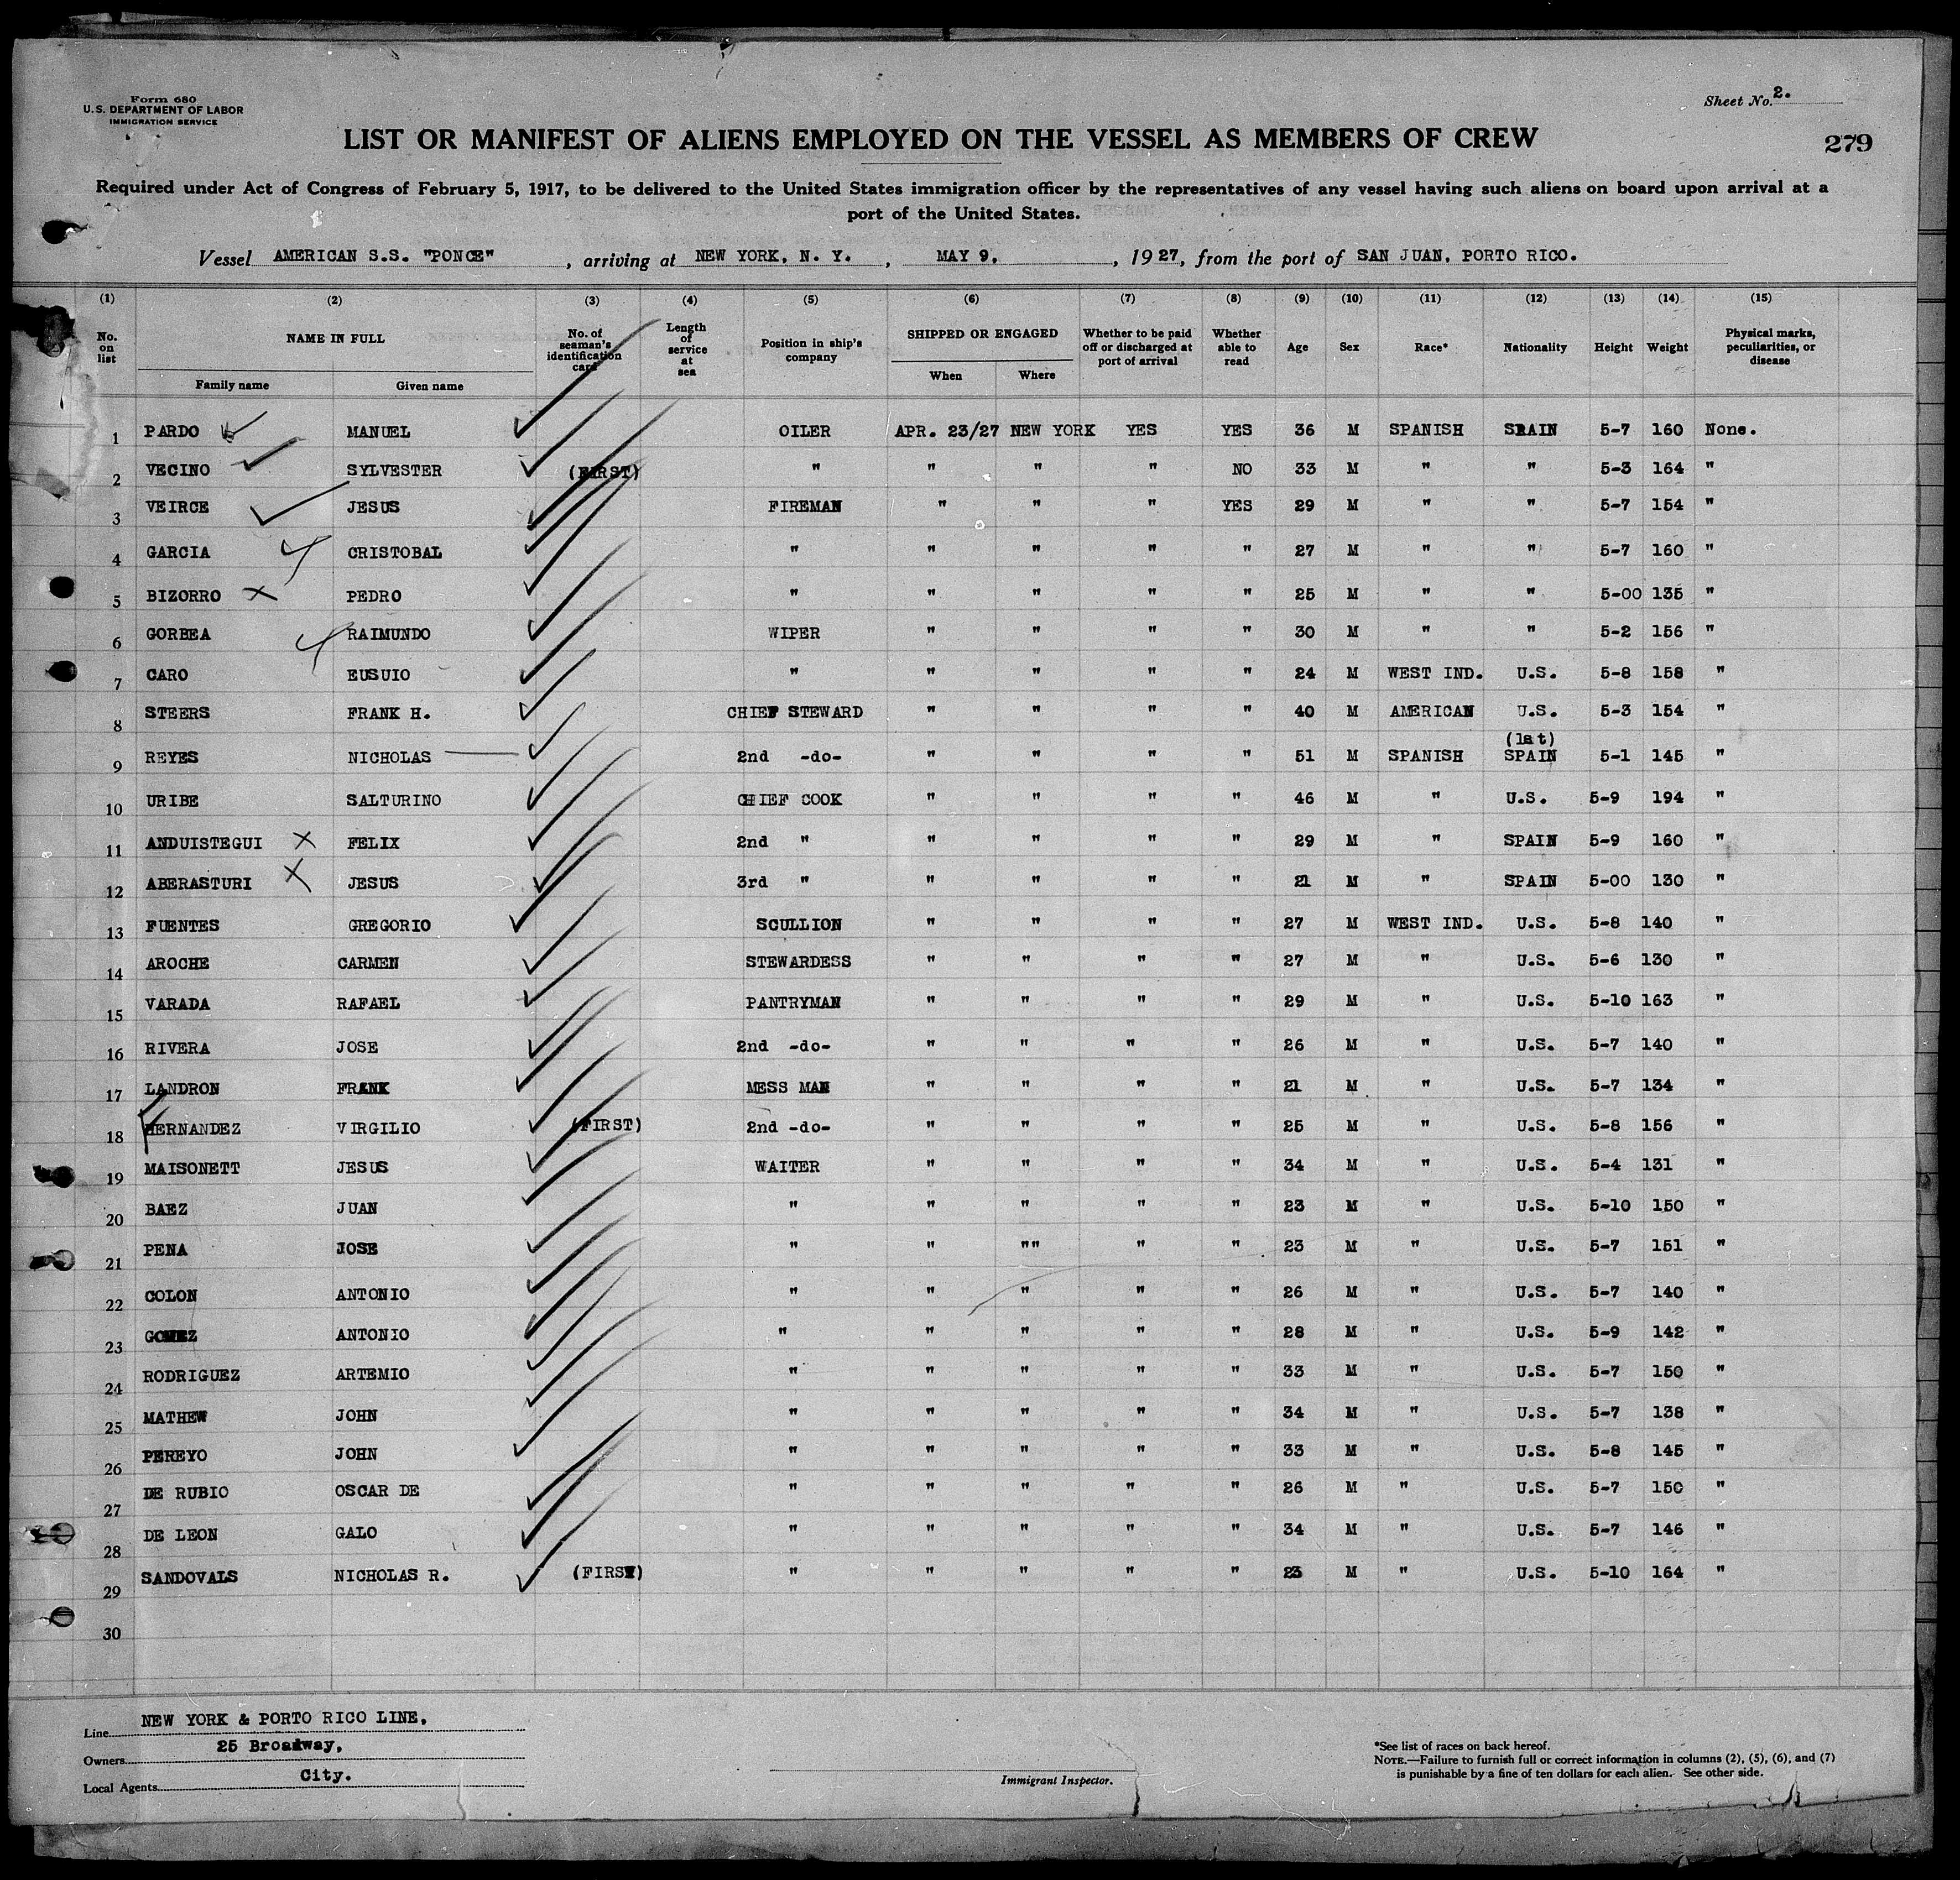 Form 680
U.S. DEPARTMENT OF LABOR
IMMIGRATION SERVICE
Sheet No. 2.
LIST OR MANIFEST OF ALIENS EMPLOYED ON THE VESSEL AS MEMBERS OF CREW
279
Required under Act of Congress of February 5, 1917, to be delivered to the United States immigration officer by the representatives of any vessel having such aliens on board upon arrival at a
port of the United States.
Vessel AMERICAN S.S. "PONCE", arriving at NEW YORK, N. Y., MAY 9, 1927, from the port of SAN JUAN, PORTO RICO.
(1) (2) (3) (4) (5) (6) (7) (8) (9) (10) (11) (12) (13) (14) (15)
No. on list NAME IN FULL Family name Given name No. of seaman's identification card Length of service at sea Position in ship's company SHIPPED OR ENGAGED When Where Whether to be paid off or discharged at port of arrival Whether able to read Age Sex Race* Nationality Height Weight Physical marks, peculiarities, or disease
1 PARDO MANUEL OILER APR. 23/27 NEW YORK YES YES 36 M SPANISH SPAIN 5-7 160 None.
2 VECINO SYLVESTER (FIRST) " " " " NO 33 M " " 5-3 164 "
3 VEIRCE JESUS FIREMAN " " " YES 29 M " " 5-7 154 "
4 GARCIA CRISTOBAL " " " " " 27 M " " 5-7 160 "
5 BIZORRO PEDRO " " " " " 25 M " " 5-00 135 "
6 GORBEA RAIMUNDO WIPER " " " " 30 M " " 5-2 156 "
7 CARO EUSUIO " " " " " 24 M WEST IND. U.S. 5-8 158 "
8 STEERS FRANK H. CHIEF STEWARD " " " " 40 M AMERICAN U.S. 5-3 154 "
(1st)
9 REYES NICHOLAS 2nd -do- " " " " 51 M SPANISH SPAIN 5-1 145 "
10 URIBE SALTURINO CHIEF COOK " " " " 46 M " U.S. 5-9 194 "
11 ANDUISTEGUI FELIX 2nd " " " " " 29 M " SPAIN 5-9 160 "
12 ABERASTURI JESUS 3rd " " " " " 21 M " SPAIN 5-00 130 "
13 FUENTES GREGORIO SCULLION " " " " 27 M WEST IND. U.S. 5-8 140 "
14 AROCHE CARMEN STEWARDESS " " " " 27 M " U.S. 5-6 130 "
15 VARADA RAFAEL PANTRYMAN " " " " 29 M " U.S. 5-10 163 "
16 RIVERA JOSE 2nd -do- " " " " 26 M " U.S. 5-7 140 "
17 LANDRON FRANK MESS MAN " " " " 21 M " U.S. 5-7 134 "
18 HERNANDEZ VIRGILIO (FIRST) 2nd -do- " " " " 25 M " U.S. 5-8 156 "
19 MAISONETT JESUS WAITER " " " " 34 M " U.S. 5-4 131 "
20 BAEZ JUAN " " " " " 23 M " U.S. 5-10 150 "
21 PENA JOSE " " "" " " 23 M " U.S. 5-7 151 "
22 COLON ANTONIO " " " " " 26 M " U.S. 5-7 140 "
23 GOMEZ ANTONIO " " " " " 28 M " U.S. 5-9 142 "
24 RODRIGUEZ ARTEMIO " " " " " 33 M " U.S. 5-7 150 "
25 MATHEW JOHN " " " " " 34 M " U.S. 5-7 138 "
26 PEREYO JOHN " " " " " 33 M " U.S. 5-8 145 "
27 DE RUBIO OSCAR DE " " " " " 26 M " U.S. 5-7 150 "
28 DE LEON GALO " " " " " 34 M " U.S. 5-7 146 "
29 SANDOVALS NICHOLAS R. (FIRST) " " " " " 23 M " U.S. 5-10 164 "
30
Line NEW YORK & PORTO RICO LINE,
Owners 25 Broadway,
Local Agents City.
Immigrant Inspector.
*See list of races on back hereof.
NOTE.—Failure to furnish full or correct information in columns (2), (5), (6), and (7)
is punishable by a fine of ten dollars for each alien. See other side.